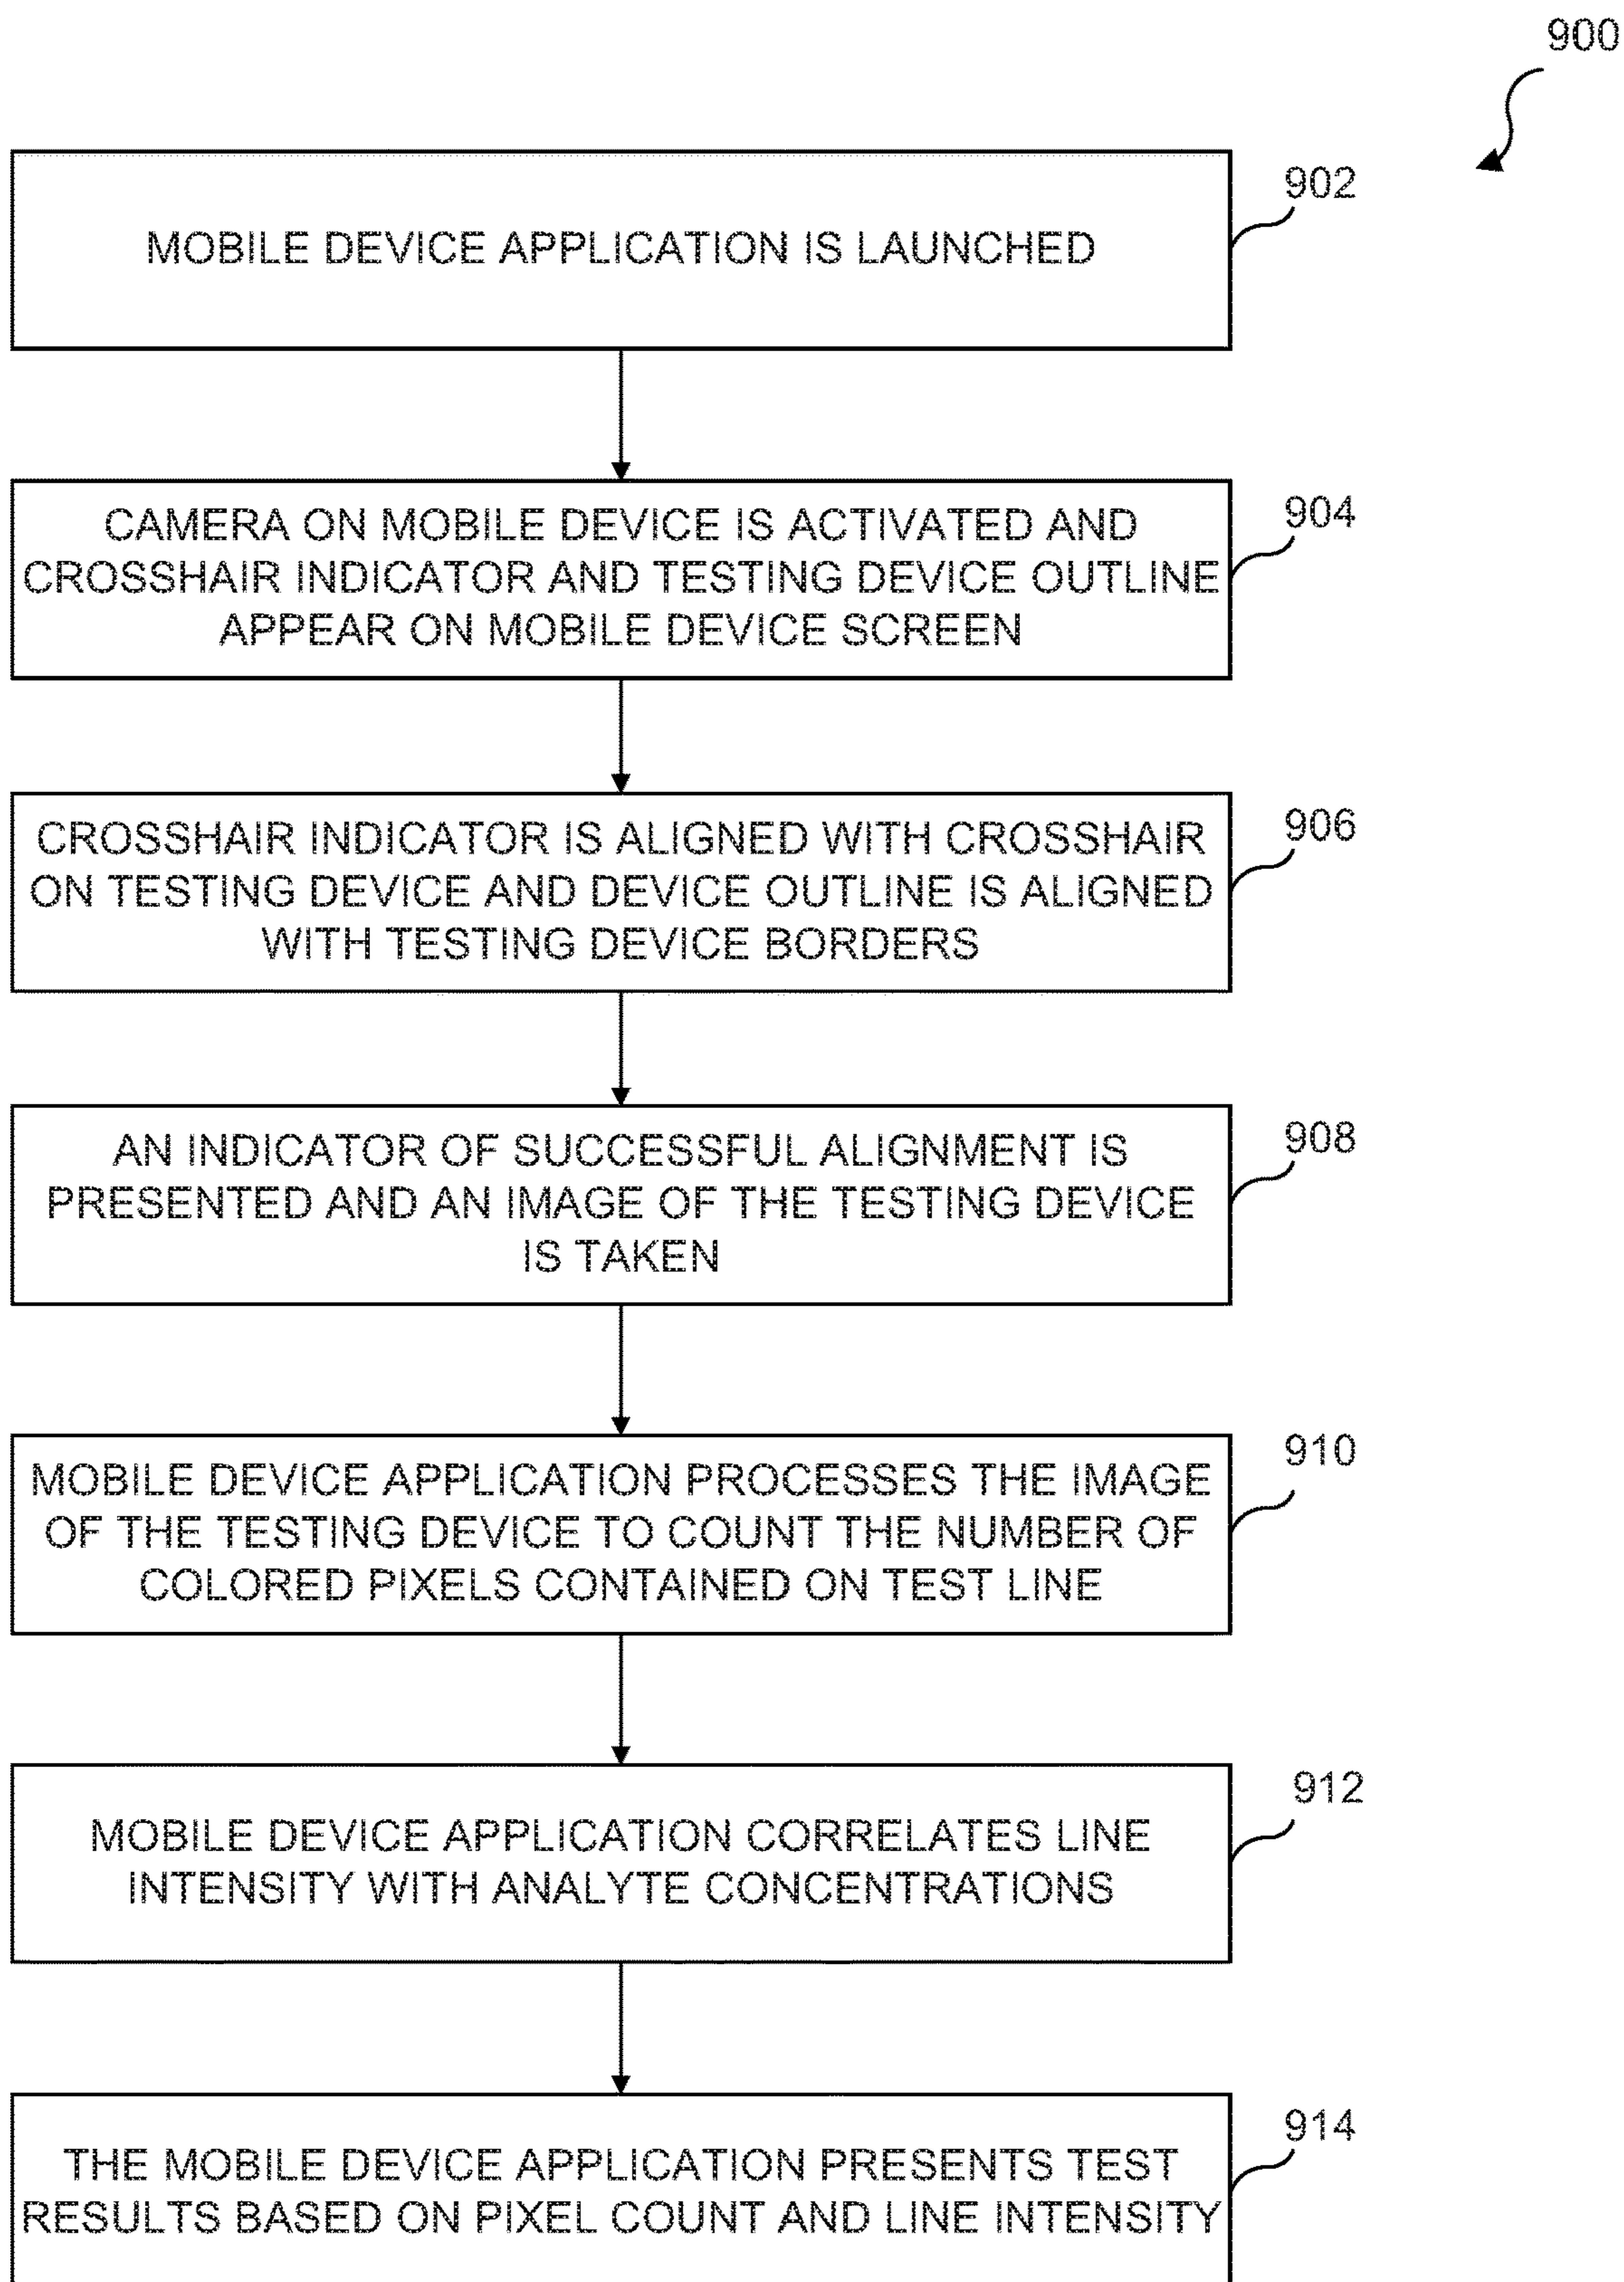 900
902
MOBILE DEVICE APPLICATION IS LAUNCHED
904
CAMERA ON MOBILE DEVICE IS ACTIVATED AND
CROSSHAIR INDICATOR AND TESTING DEVICE OUTLINE
APPEAR ON MOBILE DEVICE SCREEN
906
CROSSHAIR INDICATOR IS ALIGNED WITH CROSSHAIR
ON TESTING DEVICE AND DEVICE OUTLINE IS ALIGNED
WITH TESTING DEVICE BORDERS
908
AN INDICATOR OF SUCCESSFUL ALIGNMENT IS
PRESENTED AND AN IMAGE OF THE TESTING DEVICE
IS TAKEN
910
MOBILE DEVICE APPLICATION PROCESSES THE IMAGE
OF THE TESTING DEVICE TO COUNT THE NUMBER OF
COLORED PIXELS CONTAINED ON TEST LINE
912
MOBILE DEVICE APPLICATION CORRELATES LINE
INTENSITY WITH ANALYTE CONCENTRATIONS
914
THE MOBILE DEVICE APPLICATION PRESENTS TEST
RESULTS BASED ON PIXEL COUNT AND LINE INTENSITY